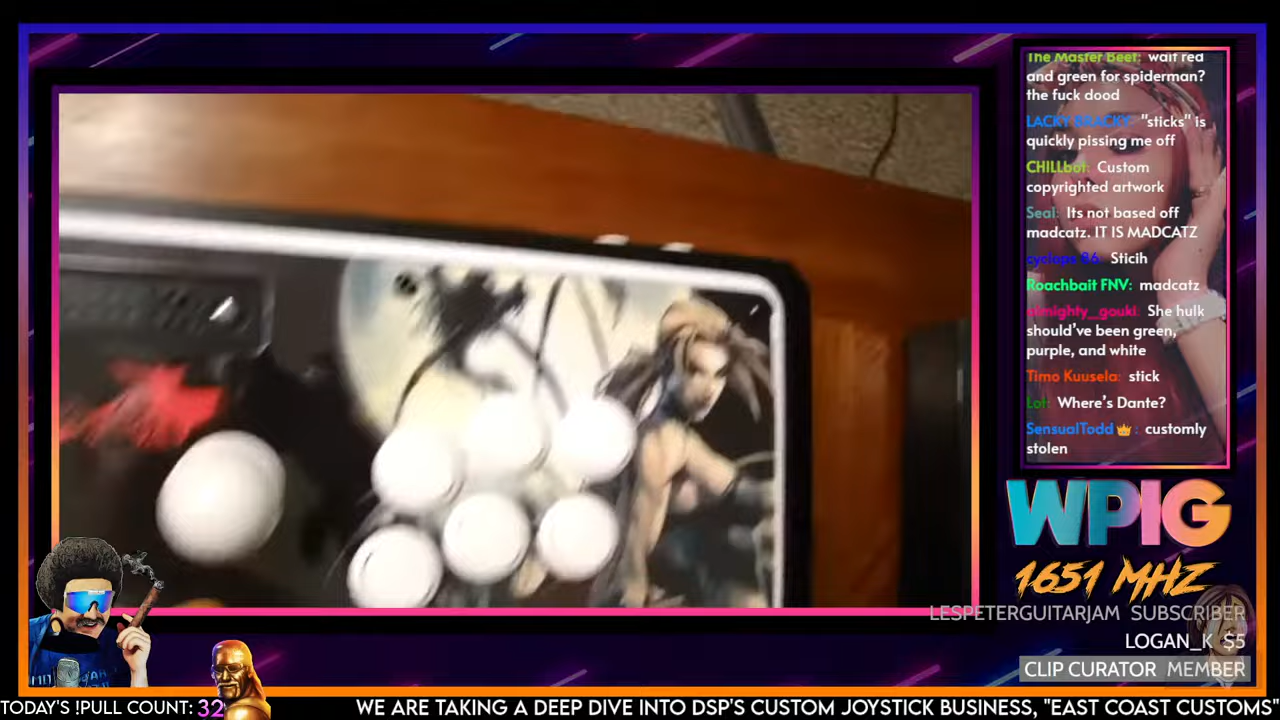 The Master Beef: wait red
and green for spiderman?
the fuck dood
LACKY BRACKY: "sticks" is
quickly pissing me off
CHILLbot: Custom
copyrighted artwork
Seal: Its not based off
madcatz. IT IS MADCATZ
cyclops 86: Sticih
Roachbait FNV: madcatz
almighty_gouki: She hulk
should've been green,
purple, and white
Timo Kuusela: stick
Lot: Where's Dante?
SensualTodd : customly
stolen
WPIG
1651 MHZ
LESPETERGUITARJAM SUBSCRIBER
LOGAN_K $5
CLIP CURATOR MEMBER
TODAY'S !PULL COUNT: 32
WE ARE TAKING A DEEP DIVE INTO DSP'S CUSTOM JOYSTICK BUSINESS, "EAST COAST CUSTOMS"